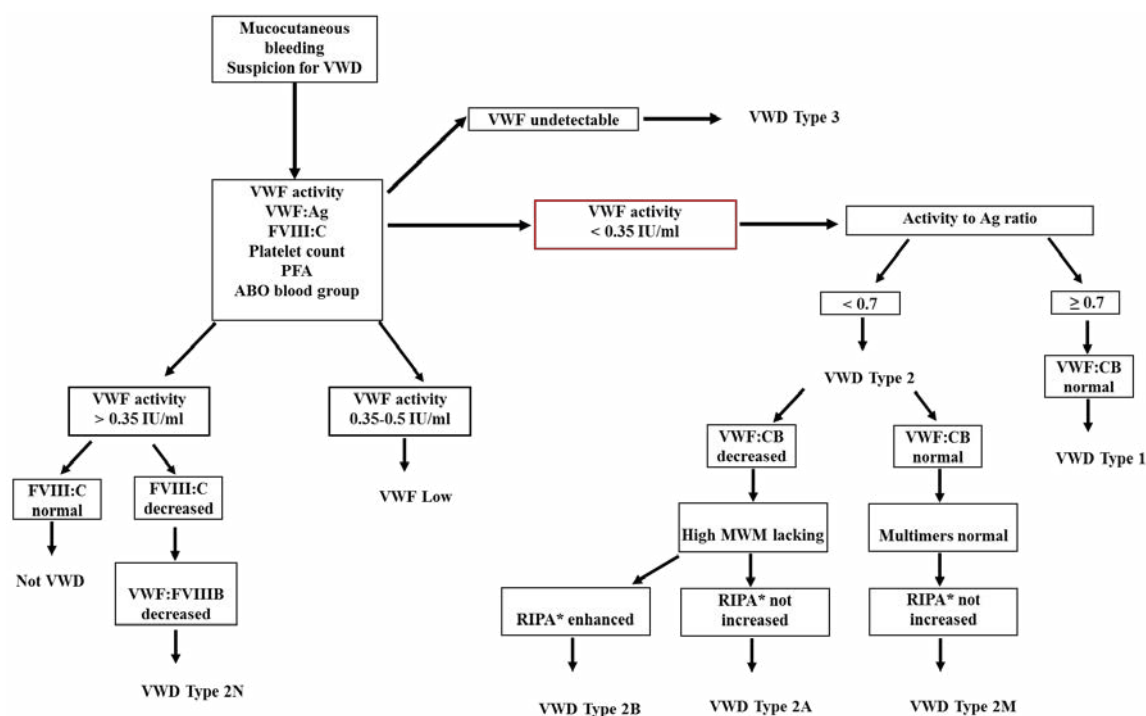 Mucocutaneous
bleeding
Suspicion for VWD
VWF undetectable
VWD Type 3
VWF activity
VWF:Ag
FVIII:C
Platelet count
PFA
ABO blood group
VWF activity
< 0.35 IU/ml
Activity to Ag ratio
< 0.7
≥ 0.7
VWD Type 2
VWF:CB
normal
VWD Type 1
VWF activity
> 0.35 IU/ml
VWF activity
0.35-0.5 IU/ml
VWF Low
FVIII:C
normal
FVIII:C
decreased
Not VWD
VWF:FVIIIB
decreased
VWD Type 2N
VWF:CB
decreased
VWF:CB
normal
High MWM lacking
Multimers normal
RIPA* enhanced
RIPA* not
increased
RIPA* not
increased
VWD Type 2B
VWD Type 2A
VWD Type 2M